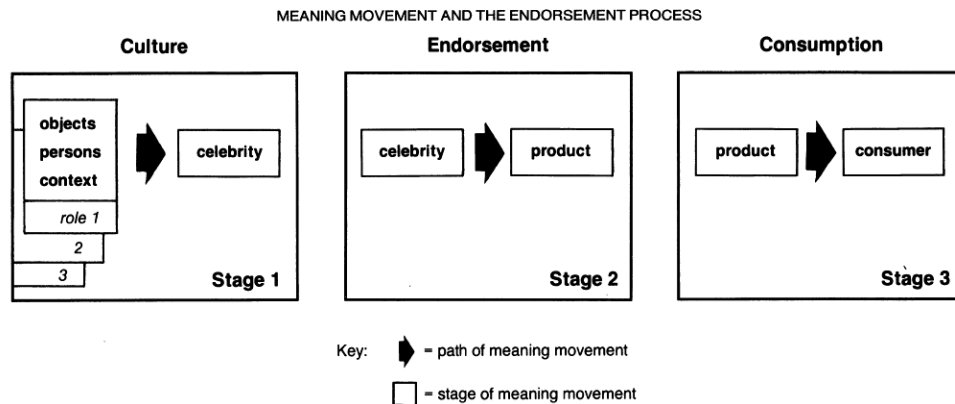 MEANING MOVEMENT AND THE ENDORSEMENT PROCESS
Culture
Endorsement
Consumption
objects
persons
context
role 1
2
3
celebrity
Stage 1
celebrity
product
Stage 2
product
consumer
Stage 3
Key:
= path of meaning movement
= stage of meaning movement